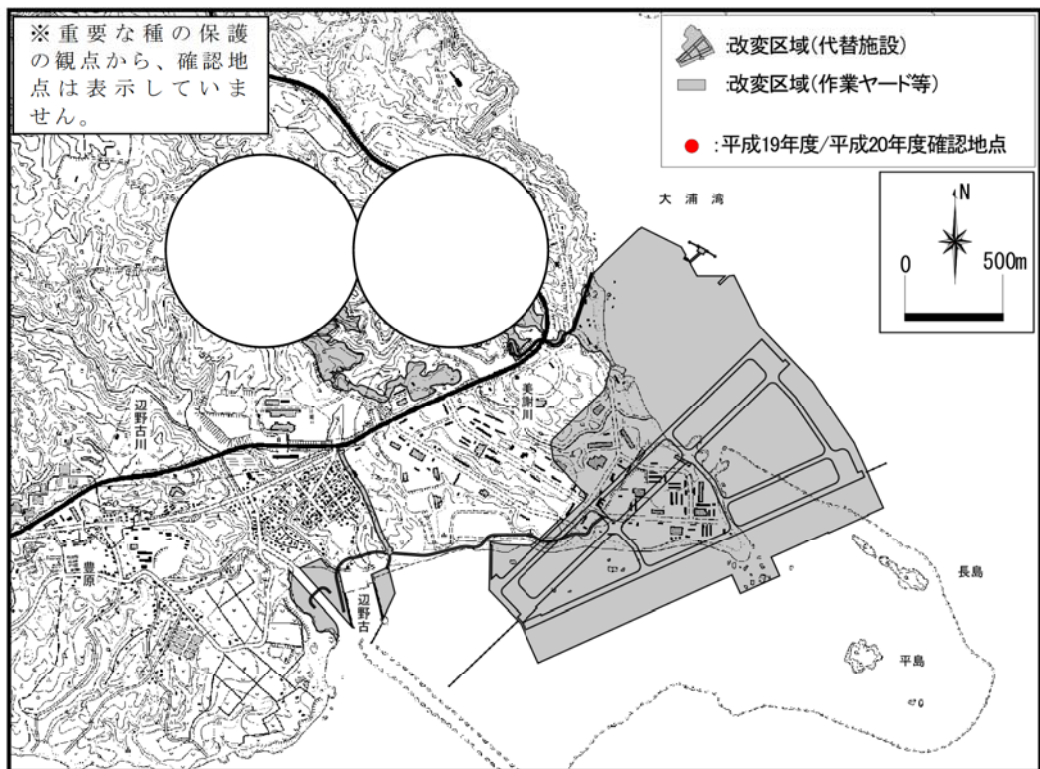 ※重要な種の保護
の観点から、確認地
点は表示していま
せん。
:改変区域(代替施設)
:改変区域(作業ヤード等)
:平成19年度/平成20年度確認地点
大浦湾
N
0 500m
美謝川
辺野古川
豊原
辺野古
長島
平島